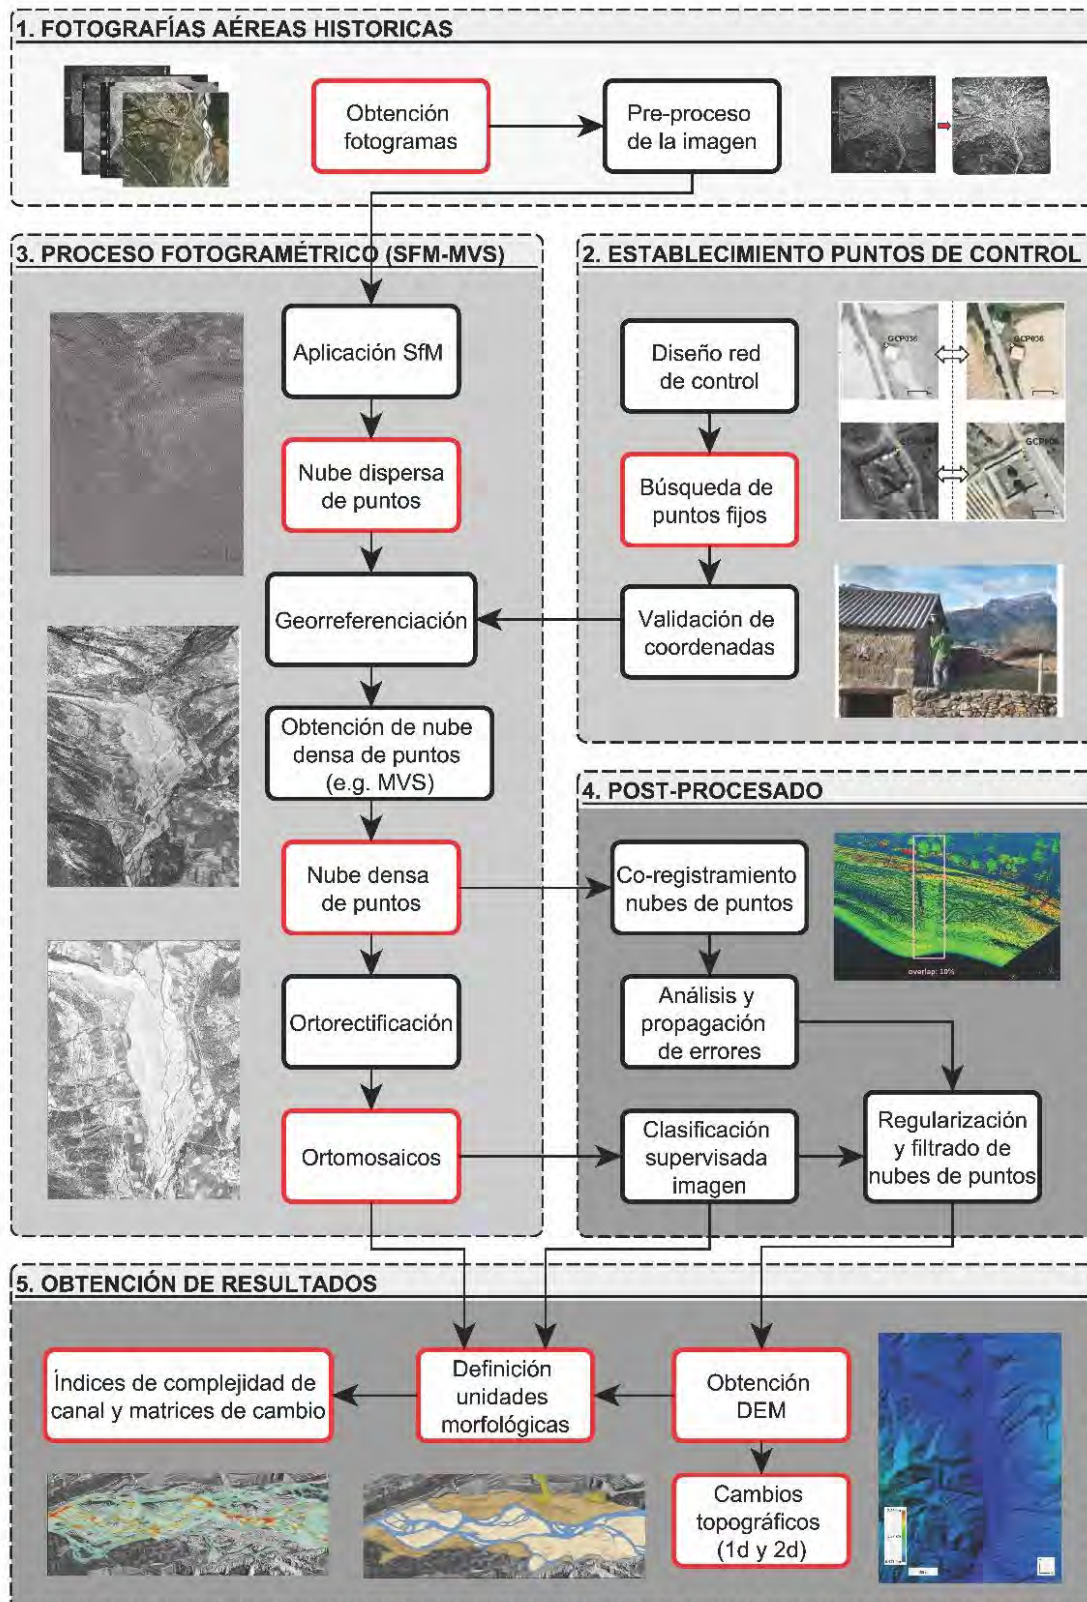 1. FOTOGRAFÍAS AÉREAS HISTORICAS
Obtención
fotogramas
Pre-proceso
de la imagen
3. PROCESO FOTOGRAMÉTRICO (SFM-MVS)
Aplicación SfM
Nube dispersa
de puntos
Georreferenciación
Obtención de nube
densa de puntos
(e.g. MVS)
Nube densa
de puntos
Ortorectificación
Ortomosaicos
2. ESTABLECIMIENTO PUNTOS DE CONTROL
Diseño red
de control
Búsqueda de
puntos fijos
Validación de
coordenadas
GCP036
GCP036
4. POST-PROCESADO
Co-registramiento
nubes de puntos
overlap: 10%
Análisis y
propagación
de errores
Clasificación
supervisada
imagen
Regularización
y filtrado de
nubes de puntos
5. OBTENCIÓN DE RESULTADOS
Índices de complejidad de
canal y matrices de cambio
Definición
unidades
morfológicas
Obtención
DEM
Cambios
topográficos
(1d y 2d)